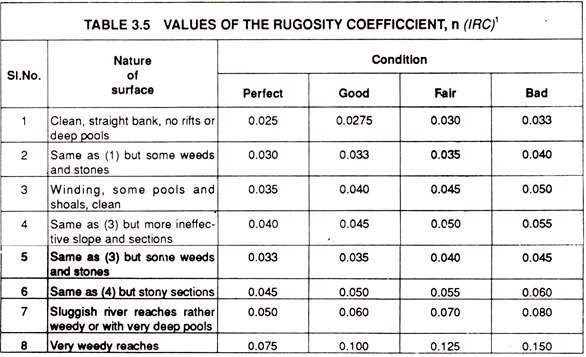 TABLE 3.5 VALUES OF THE RUGOSITY COEFFICCIENT, n (IRC)¹
Sl.No. Nature of surface Condition
Perfect Good Fair Bad
1 Clean, straight bank, no rifts or 0.025 0.0275 0.030 0.033
deep pools
2 Same as (1) but some weeds 0.030 0.033 0.035 0.040
and stones
3 Winding, some pools and 0.035 0.040 0.045 0.050
shoals, clean
4 Same as (3) but more ineffec- 0.040 0.045 0.050 0.055
tive slope and sections
5 Same as (3) but some weeds 0.033 0.035 0.040 0.045
and stones
6 Same as (4) but stony sections 0.045 0.050 0.055 0.060
7 Sluggish river reaches rather 0.050 0.060 0.070 0.080
weedy or with very deep pools
8 Very weedy reaches 0.075 0.100 0.125 0.150